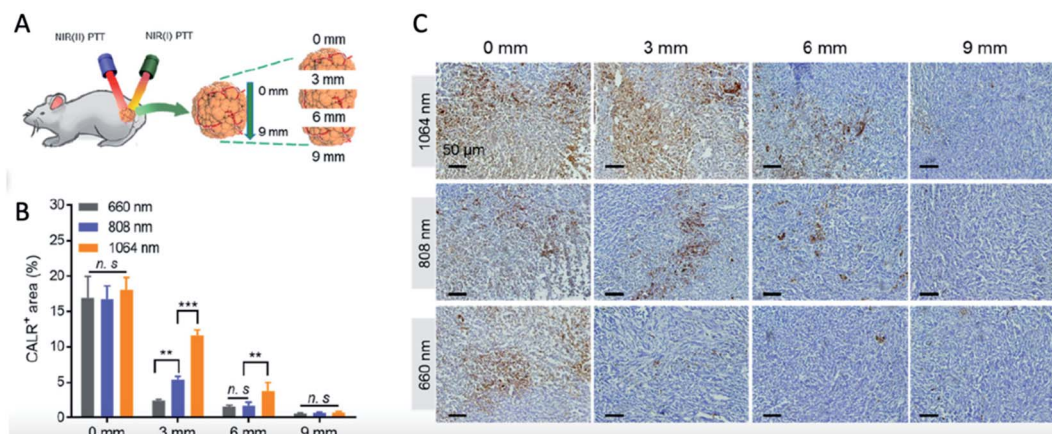 A
NIR(II) PTT
NIR(I) PTT
0 mm
3 mm
6 mm
9 mm
0 mm
9 mm
B
CALR+ area (%)
30
25
20
15
10
5
0
660 nm
808 nm
1064 nm
n. s
**
***
n. s
**
n. s
0 mm
3 mm
6 mm
9 mm
C
0 mm
3 mm
6 mm
9 mm
1064 nm
50 μm
808 nm
660 nm